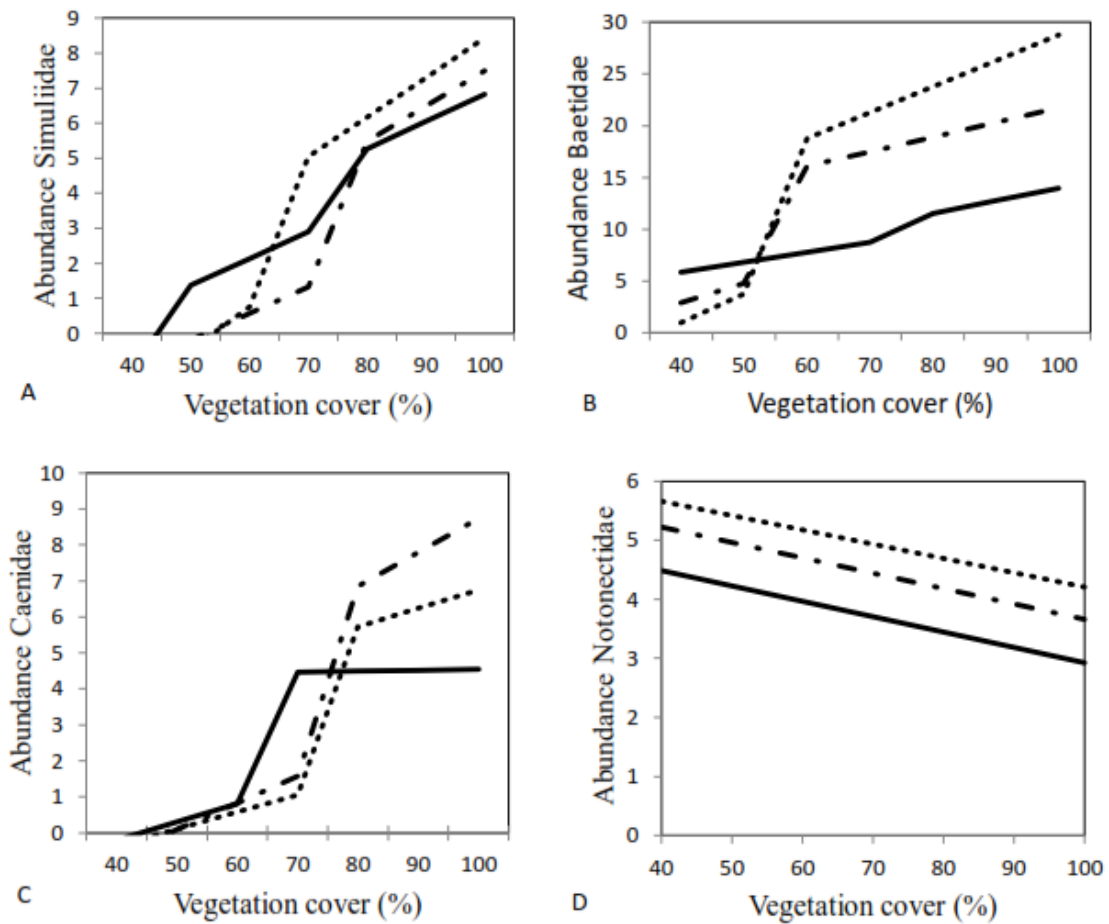 Abundance Simuliidae
9
8
7
6
5
4
3
2
1
0
40 50 60 70 80 90 100
Vegetation cover (%)
A
Abundance Baetidae
30
25
20
15
10
5
0
40 50 60 70 80 90 100
Vegetation cover (%)
B
Abundance Caenidae
10
9
8
7
6
5
4
3
2
1
0
40 50 60 70 80 90 100
Vegetation cover (%)
C
Abundance Notonectidae
6
5
4
3
2
1
0
40 50 60 70 80 90 100
Vegetation cover (%)
D